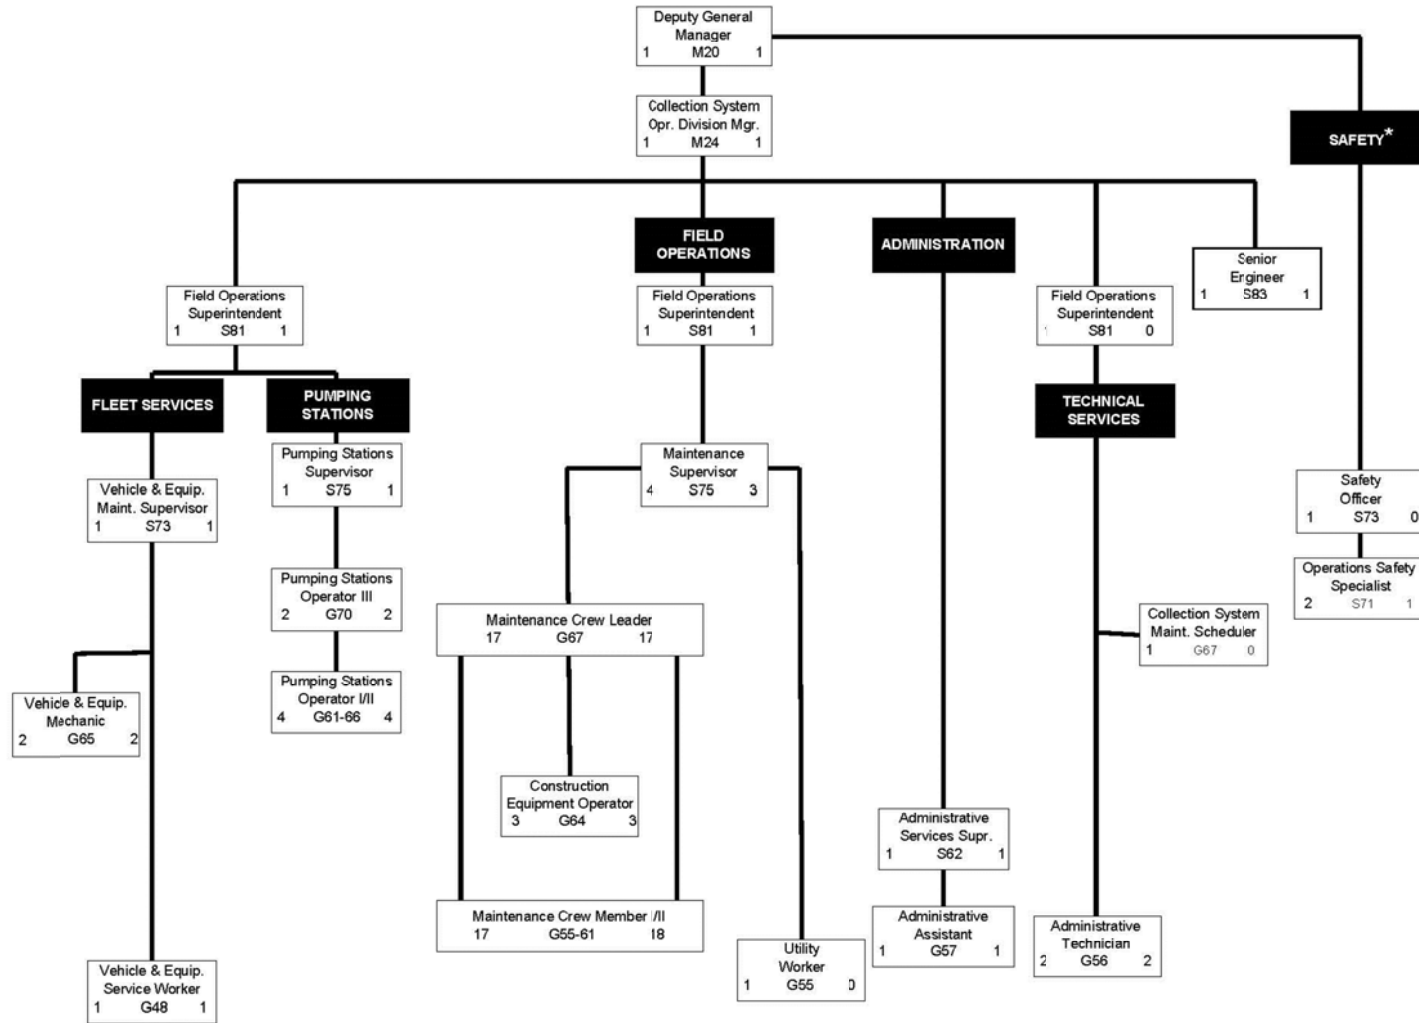 Deputy General
Manager
1 M20 1
Collection System
Opr. Division Mgr.
1 M24 1
SAFETY*
FIELD
OPERATIONS
ADMINISTRATION
Senior
Engineer
1 S83 1
Field Operations
Superintendent
1 S81 1
Field Operations
Superintendent
1 S81 1
Field Operations
Superintendent
S81 0
FLEET SERVICES
PUMPING
STATIONS
TECHNICAL
SERVICES
Pumping Stations
Supervisor
1 S75 1
Maintenance
Supervisor
4 S75 3
Vehicle & Equip.
Maint. Supervisor
1 S73 1
Safety
Officer
1 S73 0
Operations Safety
Specialist
2 S71 1
Pumping Stations
Operator III
2 G70 2
Maintenance Crew Leader
17 G67 17
Collection System
Maint. Scheduler
1 G67 0
Pumping Stations
Operator I/II
4 G61-66 4
Vehicle & Equip.
Mechanic
2 G65 2
Construction
Equipment Operator
3 G64 3
Administrative
Services Supr.
1 S62 1
Maintenance Crew Member I/II
17 G55-61 18
Administrative
Assistant
1 G57 1
Administrative
Technician
2 G56 2
Utility
Worker
1 G55 0
Vehicle & Equip.
Service Worker
1 G48 1